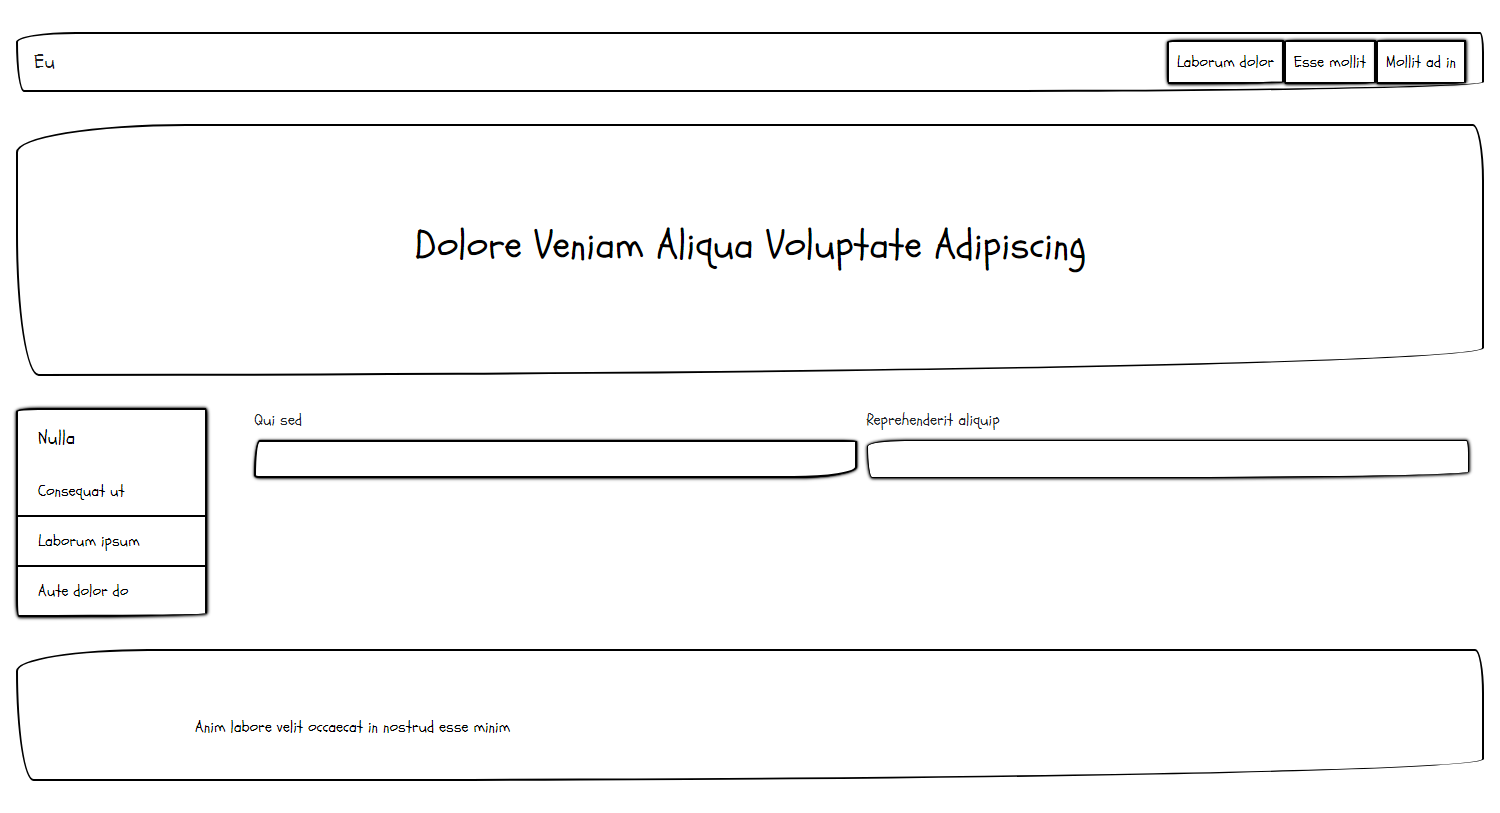 Eu
Laborum dolor
Esse mollit
Mollit ad in
Dolore Veniam Aliqua Voluptate Adipiscing
Nulla
Consequat ut
Laborum ipsum
Aute dolor do
Qui sed
Reprehenderit aliquip
Anim labore velit occaecat in nostrud esse minim